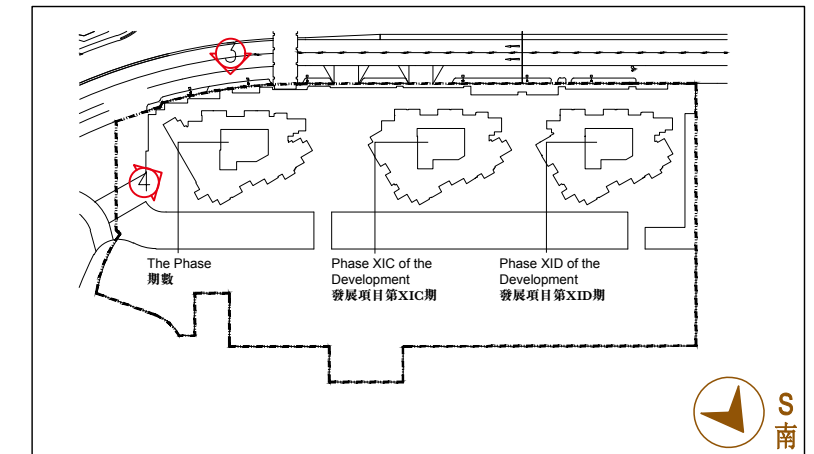 3
4
The Phase
期數
Phase XIC of the
Development
發展項目第XIC期
Phase XID of the
Development
發展項目第XID期
S
南